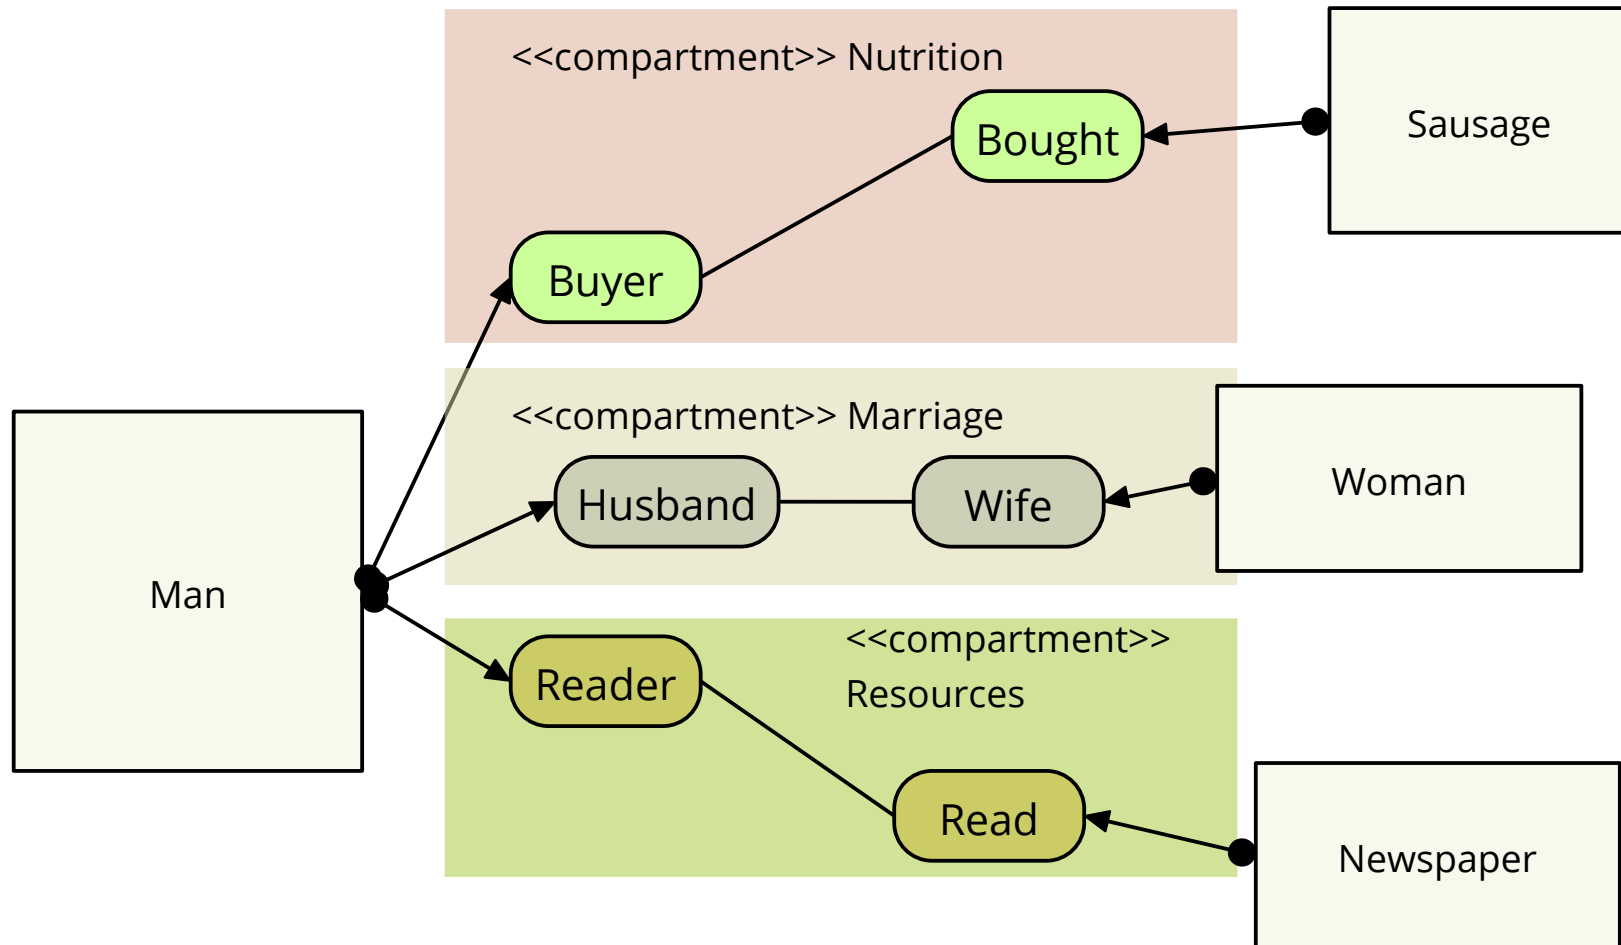 <<compartment>> Nutrition
Bought
Sausage
Buyer
<<compartment>> Marriage
Husband
Wife
Woman
Man
<<compartment>>
Resources
Reader
Read
Newspaper